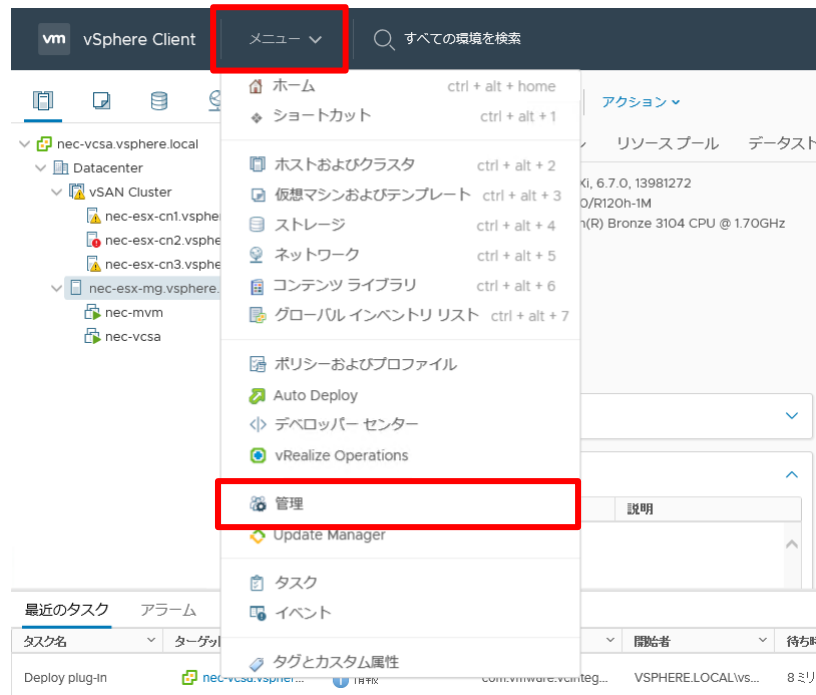 vm vSphere Client メニュー すべての環境を検索
アクション
ホーム ctrl + alt + home
ショートカット ctrl + alt + 1
ホストおよびクラスタ ctrl + alt + 2
仮想マシンおよびテンプレート ctrl + alt + 3
ストレージ ctrl + alt + 4
ネットワーク ctrl + alt + 5
コンテンツ ライブラリ ctrl + alt + 6
グローバル インベントリ リスト ctrl + alt + 7
ポリシーおよびプロファイル
Auto Deploy
デベロッパー センター
vRealize Operations
管理
Update Manager
タスク
イベント
タグとカスタム属性
nec-vcsa.vsphere.local
Datacenter
vSAN Cluster
nec-esx-cn1.vsphe
nec-esx-cn2.vsphe
nec-esx-cn3.vsphe
nec-esx-mg.vsphere.
nec-mvm
nec-vcsa
リソース プール データスト
Xi, 6.7.0, 13981272
0/R120h-1M
n(R) Bronze 3104 CPU @ 1.70GHz
説明
最近のタスク アラーム
タスク名 ターゲッ 開始者 待ち時
Deploy plug-in nec-vcsa.vspher... 情報 com.vmware.vcinteg... VSPHERE.LOCAL\vs... 8 ミリ